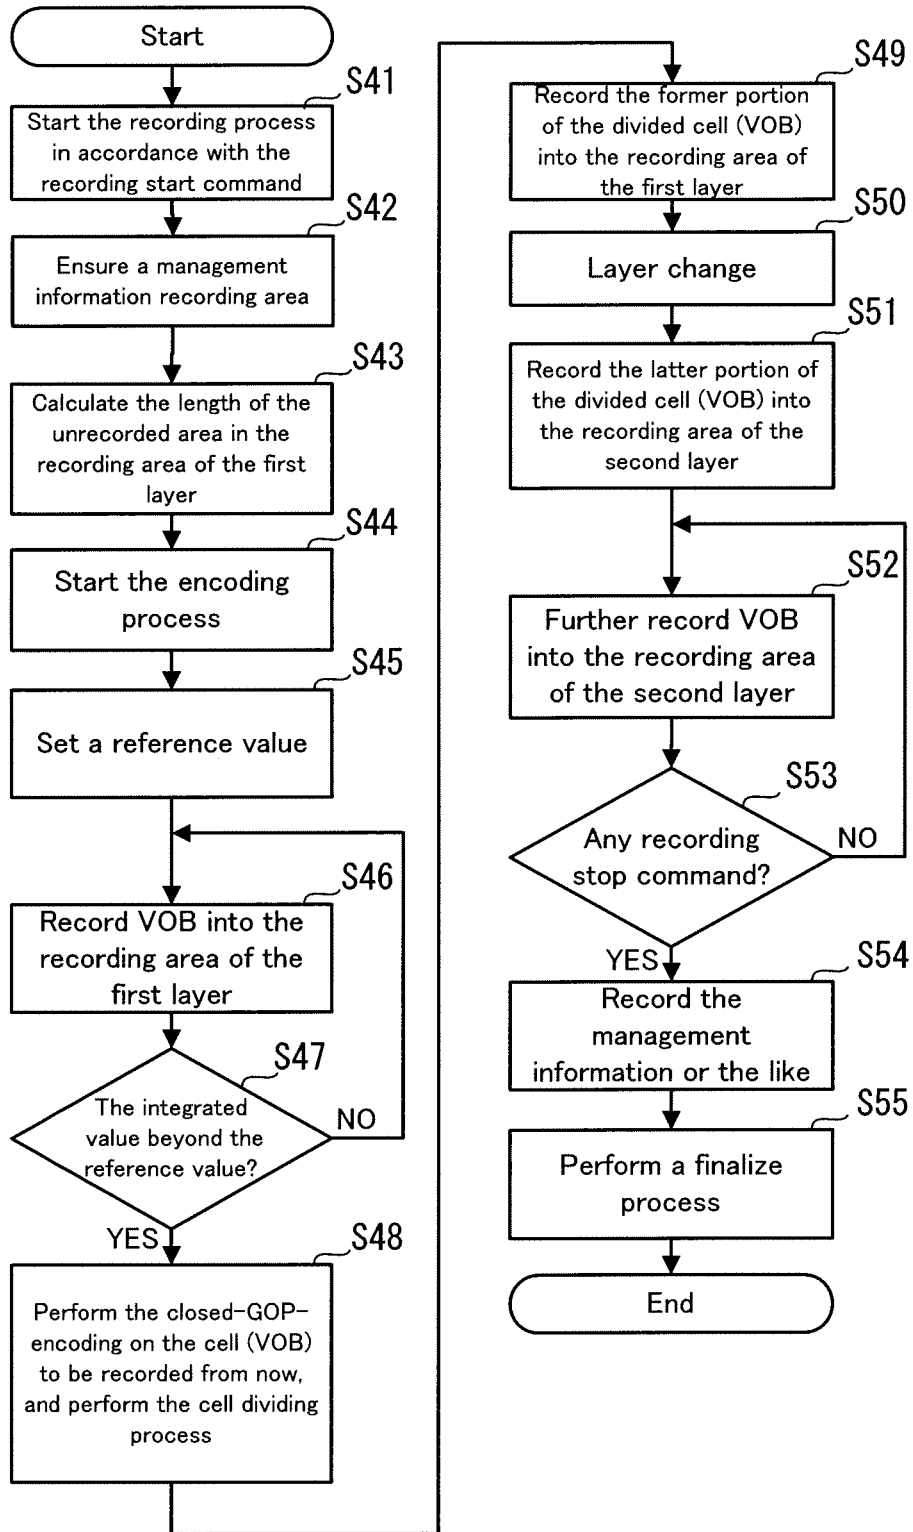 Start
S41
Start the recording process
in accordance with the
recording start command
S42
Ensure a management
information recording area
S43
Calculate the length of the
unrecorded area in the
recording area of the first
layer
S44
Start the encoding
process
S45
Set a reference value
S46
Record VOB into the
recording area of the
first layer
S47
The integrated
value beyond the
reference value?
NO
YES
S48
Perform the closed-GOP-
encoding on the cell (VOB)
to be recorded from now,
and perform the cell dividing
process
S49
Record the former portion
of the divided cell (VOB)
into the recording area of
the first layer
S50
Layer change
S51
Record the latter portion of
the divided cell (VOB) into
the recording area of the
second layer
S52
Further record VOB
into the recording area
of the second layer
S53
Any recording
stop command?
NO
YES
S54
Record the
management
information or the like
S55
Perform a finalize
process
End